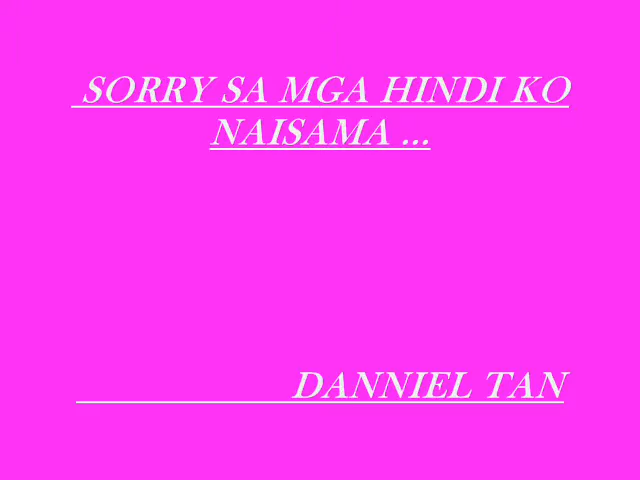 SORRY SA MGA HINDI KO
NAISAMA ...
DANNIEL TAN